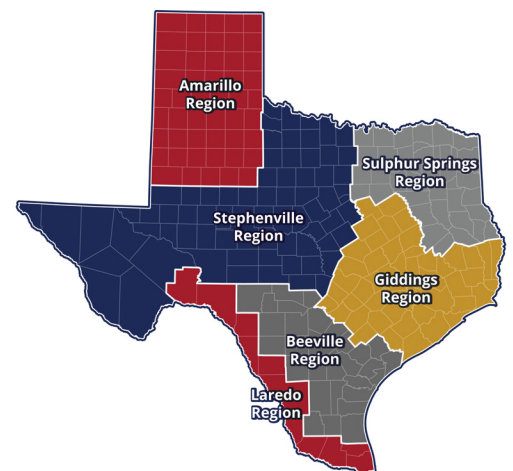 Amarillo
Region
Sulphur Springs
Region
Stephenville
Region
Giddings
Region
Beeville
Region
Laredo
Region